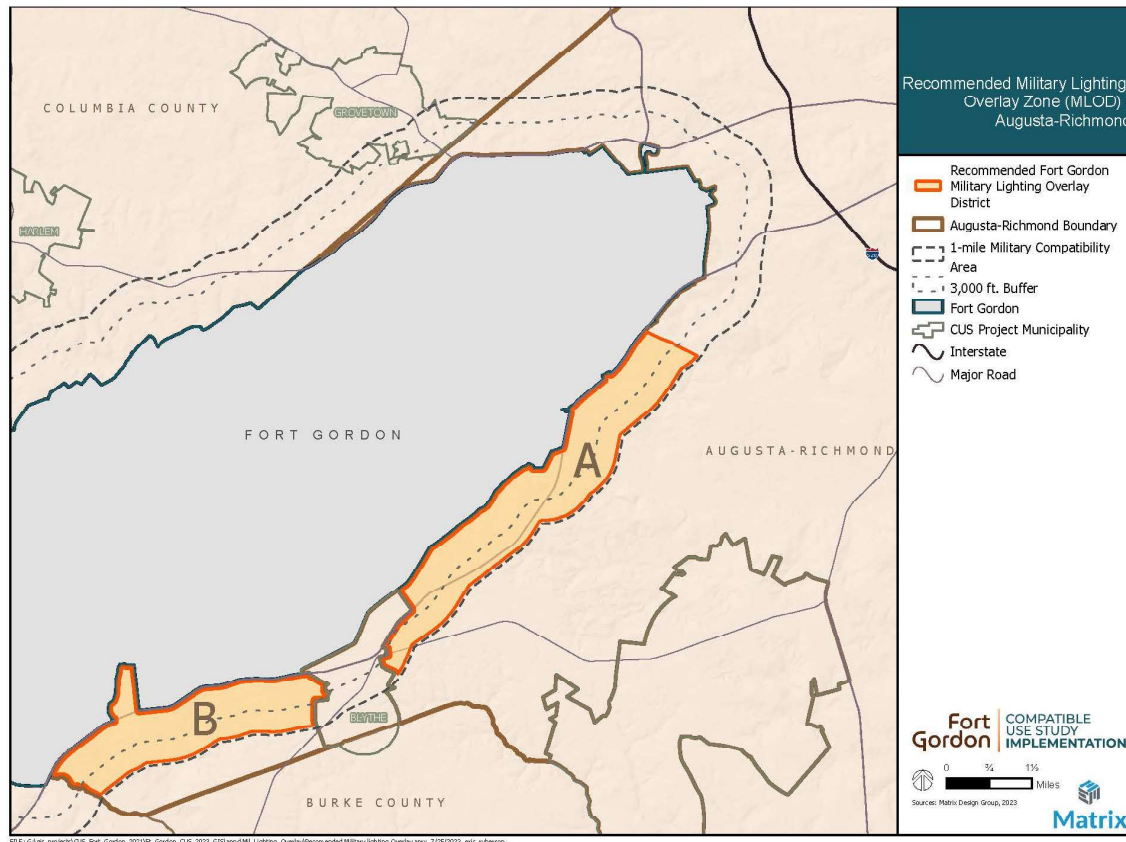 Recommended Military Lighting
Overlay Zone (MLOD)
Augusta-Richmond
Recommended Fort Gordon
Military Lighting Overlay
District
Augusta-Richmond Boundary
1-mile Military Compatibility
Area
3,000 ft. Buffer
Fort Gordon
CUS Project Municipality
Interstate
Major Road
COLUMBIA COUNTY
GROVETOWN
HARLEM
FORT GORDON
A
AUGUSTA-RICHMOND
B
BLYTHE
BURKE COUNTY
Fort
Gordon
COMPATIBLE
USE STUDY
IMPLEMENTATION
0 ¾ 1½
Miles
Sources: Matrix Design Group, 2023
Matrix